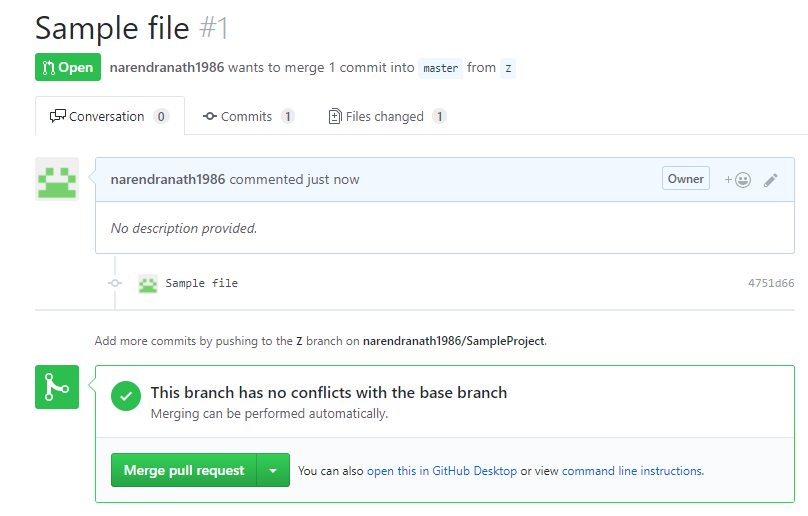 Sample file #1
Open narendranath1986 wants to merge 1 commit into master from Z
Conversation 0 Commits 1 Files changed 1
narendranath1986 commented just now Owner +
No description provided.
Sample file 4751d66
Add more commits by pushing to the Z branch on narendranath1986/SampleProject.
This branch has no conflicts with the base branch
Merging can be performed automatically.
Merge pull request You can also open this in GitHub Desktop or view command line instructions.